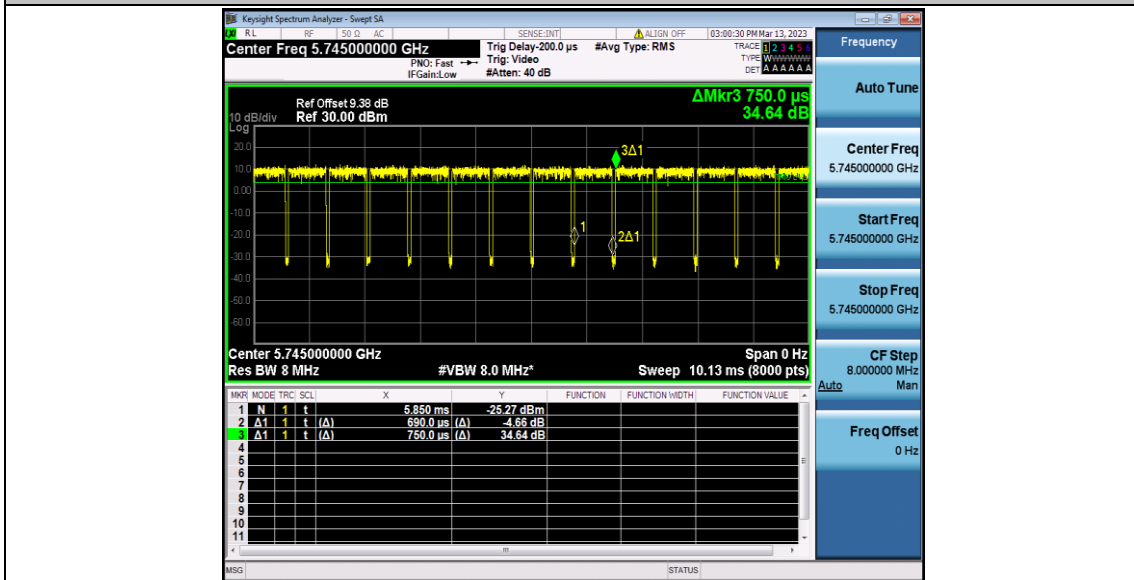 Keysight Spectrum Analyzer - Swept SA
RL RF 50 Ω AC SENSE:INT ALIGN OFF 03:00:30 PM Mar 13, 2023
Center Freq 5.745000000 GHz
PNO: Fast
IFGain:Low
Trig Delay-200.0 µs
Trig: Video
#Atten: 40 dB
#Avg Type: RMS
TRACE 1 2 3 4 5 6
TYPE WWWWWW
DET A A A A A A
Frequency
Auto Tune
Center Freq
5.745000000 GHz
Start Freq
5.745000000 GHz
Stop Freq
5.745000000 GHz
CF Step
8.000000 MHz
Auto Man
Freq Offset
0 Hz
ΔMkr3 750.0 µs
34.64 dB
Ref Offset 9.38 dB
10 dB/div Ref 30.00 dBm
Log
20.0
10.0
0.00
-10.0
-20.0
-30.0
-40.0
-50.0
-60.0
3Δ1
1
2Δ1
Center 5.745000000 GHz Span 0 Hz
Res BW 8 MHz #VBW 8.0 MHz* Sweep 10.13 ms (8000 pts)
MKR MODE TRC SCL X Y FUNCTION FUNCTION WIDTH FUNCTION VALUE
1 N 1 t 5.850 ms -25.27 dBm
2 Δ1 1 t (Δ) 690.0 µs (Δ) -4.66 dB
3 Δ1 1 t (Δ) 750.0 µs (Δ) 34.64 dB
4
5
6
7
8
9
10
11
MSG STATUS